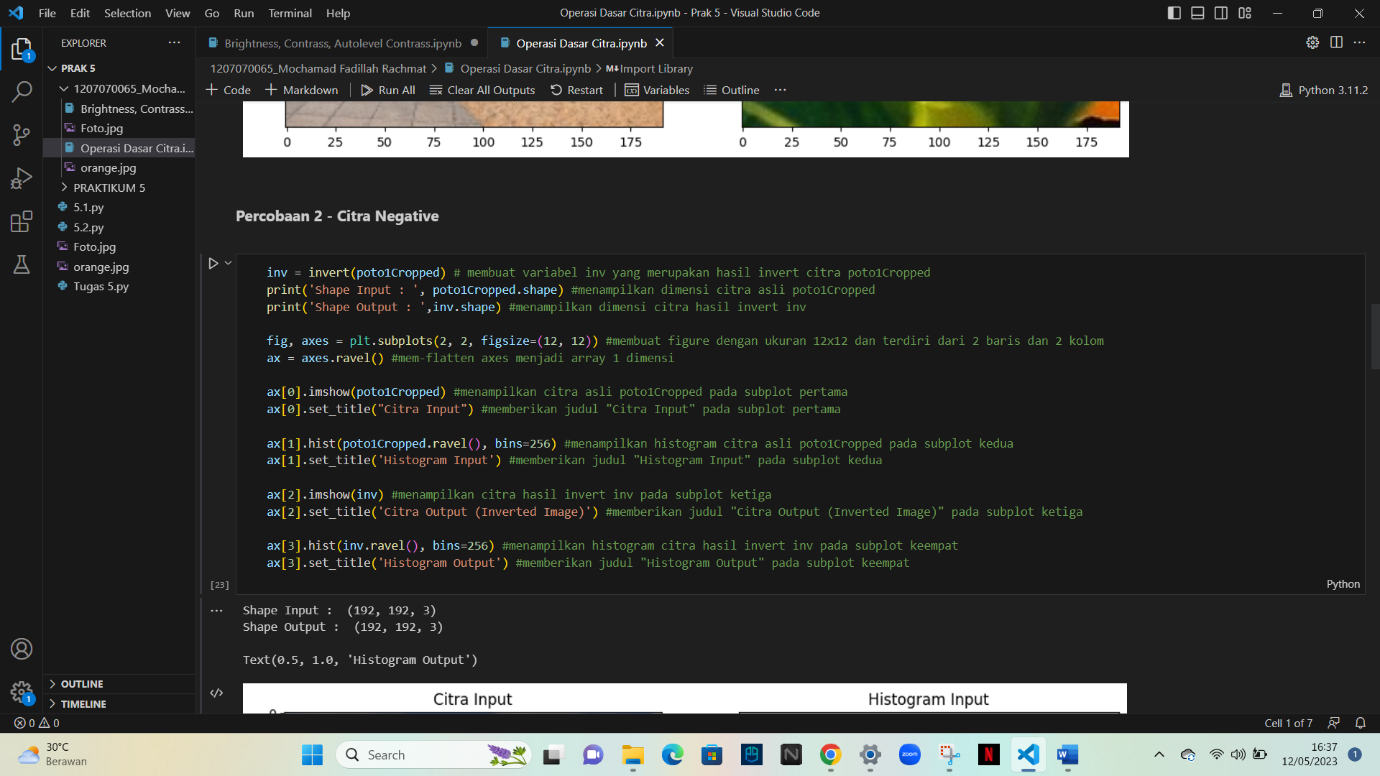 File Edit Selection View Go Run Terminal Help
Operasi Dasar Citra.ipynb - Prak 5 - Visual Studio Code
EXPLORER
PRAK 5
1207070065_Mocha...
Brightness, Contrass...
Foto.jpg
Operasi Dasar Citra.i...
orange.jpg
PRAKTIKUM 5
5.1.py
5.2.py
Foto.jpg
orange.jpg
Tugas 5.py
OUTLINE
TIMELINE
1
1
Brightness, Contrass, Autolevel Contrass.ipynb
Operasi Dasar Citra.ipynb
1207070065_Mochamad Fadillah Rachmat > Operasi Dasar Citra.ipynb > M↓Import Library
+ Code + Markdown Run All Clear All Outputs Restart Variables Outline ...
Python 3.11.2
0 25 50 75 100 125 150 175
0 25 50 75 100 125 150 175
Percobaan 2 - Citra Negative
inv = invert(poto1Cropped) # membuat variabel inv yang merupakan hasil invert citra poto1Cropped
print('Shape Input : ', poto1Cropped.shape) #menampilkan dimensi citra asli poto1Cropped
print('Shape Output : ',inv.shape) #menampilkan dimensi citra hasil invert inv
fig, axes = plt.subplots(2, 2, figsize=(12, 12)) #membuat figure dengan ukuran 12x12 dan terdiri dari 2 baris dan 2 kolom
ax = axes.ravel() #mem-flatten axes menjadi array 1 dimensi
ax[0].imshow(poto1Cropped) #menampilkan citra asli poto1Cropped pada subplot pertama
ax[0].set_title("Citra Input") #memberikan judul "Citra Input" pada subplot pertama
ax[1].hist(poto1Cropped.ravel(), bins=256) #menampilkan histogram citra asli poto1Cropped pada subplot kedua
ax[1].set_title('Histogram Input') #memberikan judul "Histogram Input" pada subplot kedua
ax[2].imshow(inv) #menampilkan citra hasil invert inv pada subplot ketiga
ax[2].set_title('Citra Output (Inverted Image)') #memberikan judul "Citra Output (Inverted Image)" pada subplot ketiga
ax[3].hist(inv.ravel(), bins=256) #menampilkan histogram citra hasil invert inv pada subplot keempat
ax[3].set_title('Histogram Output') #memberikan judul "Histogram Output" pada subplot keempat
[23]
Python
Shape Input :  (192, 192, 3)
Shape Output :  (192, 192, 3)
Text(0.5, 1.0, 'Histogram Output')
Citra Input
Histogram Input
0 0
Cell 1 of 7
30°C
Berawan
Search
zoom
16:37
12/05/2023
1